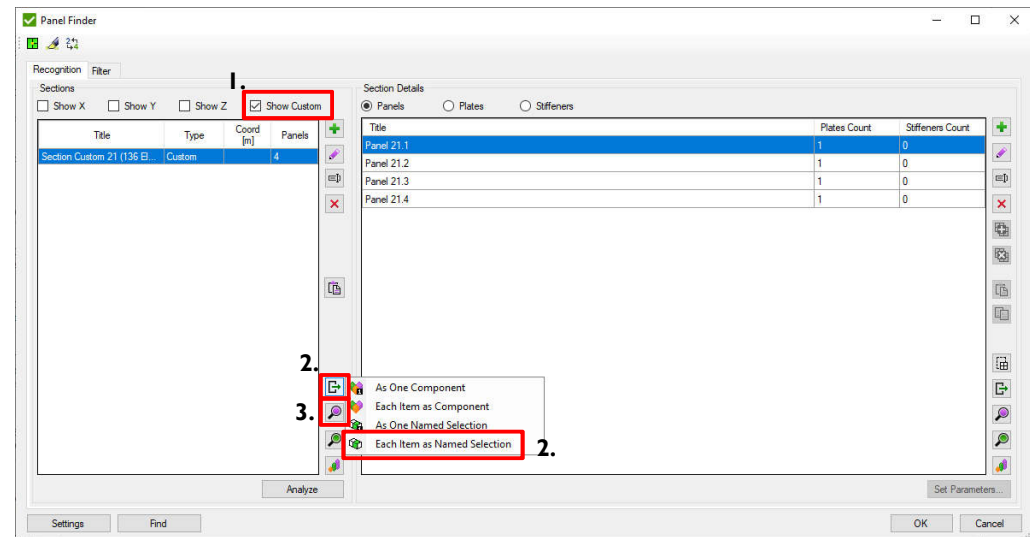 Panel Finder
Recognition Filter
Sections
1.
Section Details
Show X Show Y Show Z Show Custom
Panels Plates Stiffeners
Title Type Coord [m] Panels
Section Custom 21 (136 El... Custom 4
Title Plates Count Stiffeners Count
Panel 21.1 1 0
Panel 21.2 1 0
Panel 21.3 1 0
Panel 21.4 1 0
2.
As One Component
3.
Each Item as Component
As One Named Selection
Each Item as Named Selection
2.
Analyze
Set Parameters...
Settings Find OK Cancel